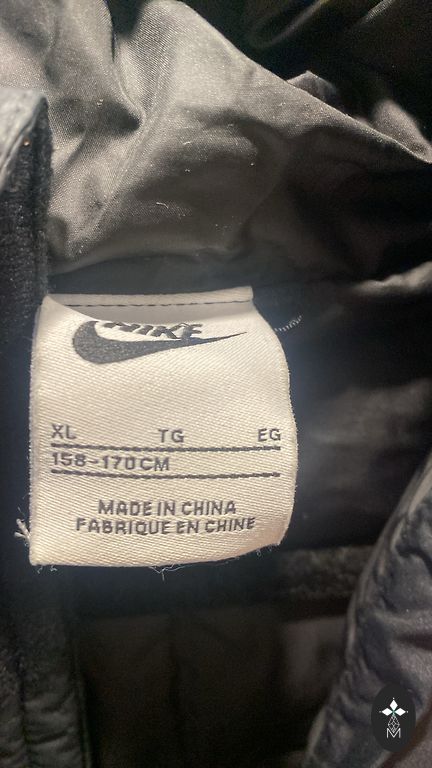 NIKE
XL TG EG
158-170CM
MADE IN CHINA
FABRIQUE EN CHINE
M